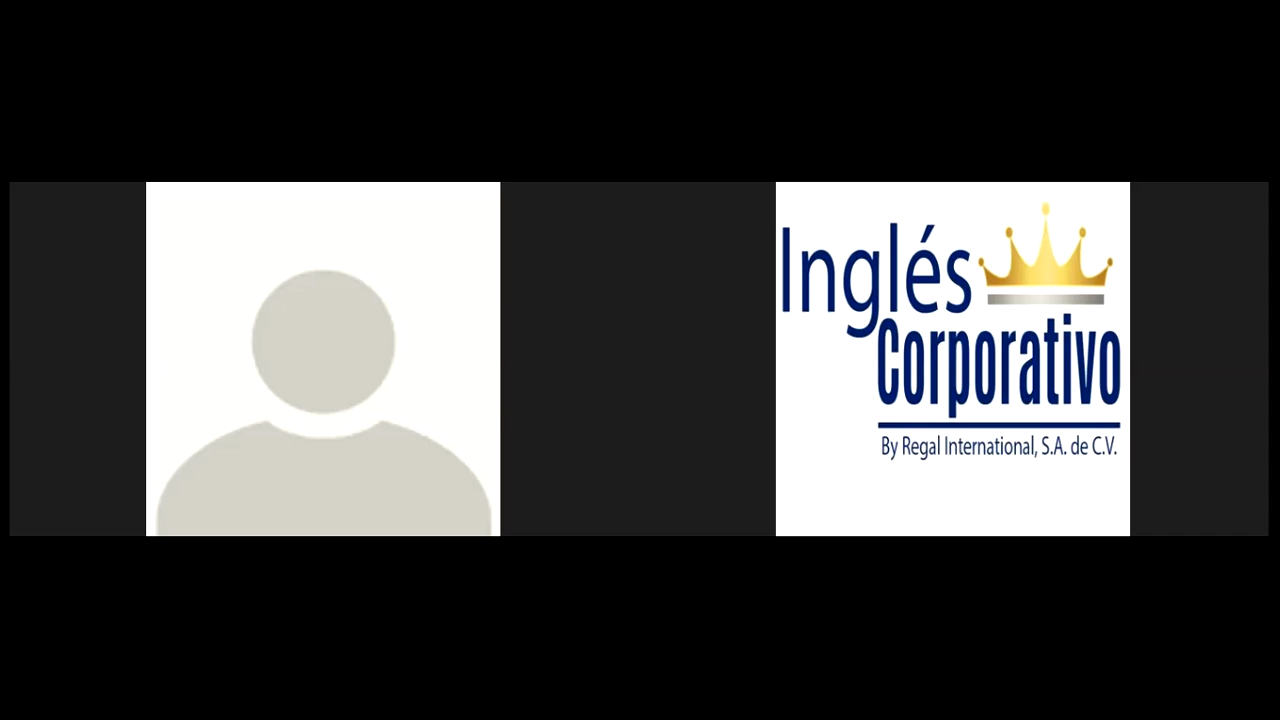 Inglés
Corporativo
By Regal International, S.A. de C.V.